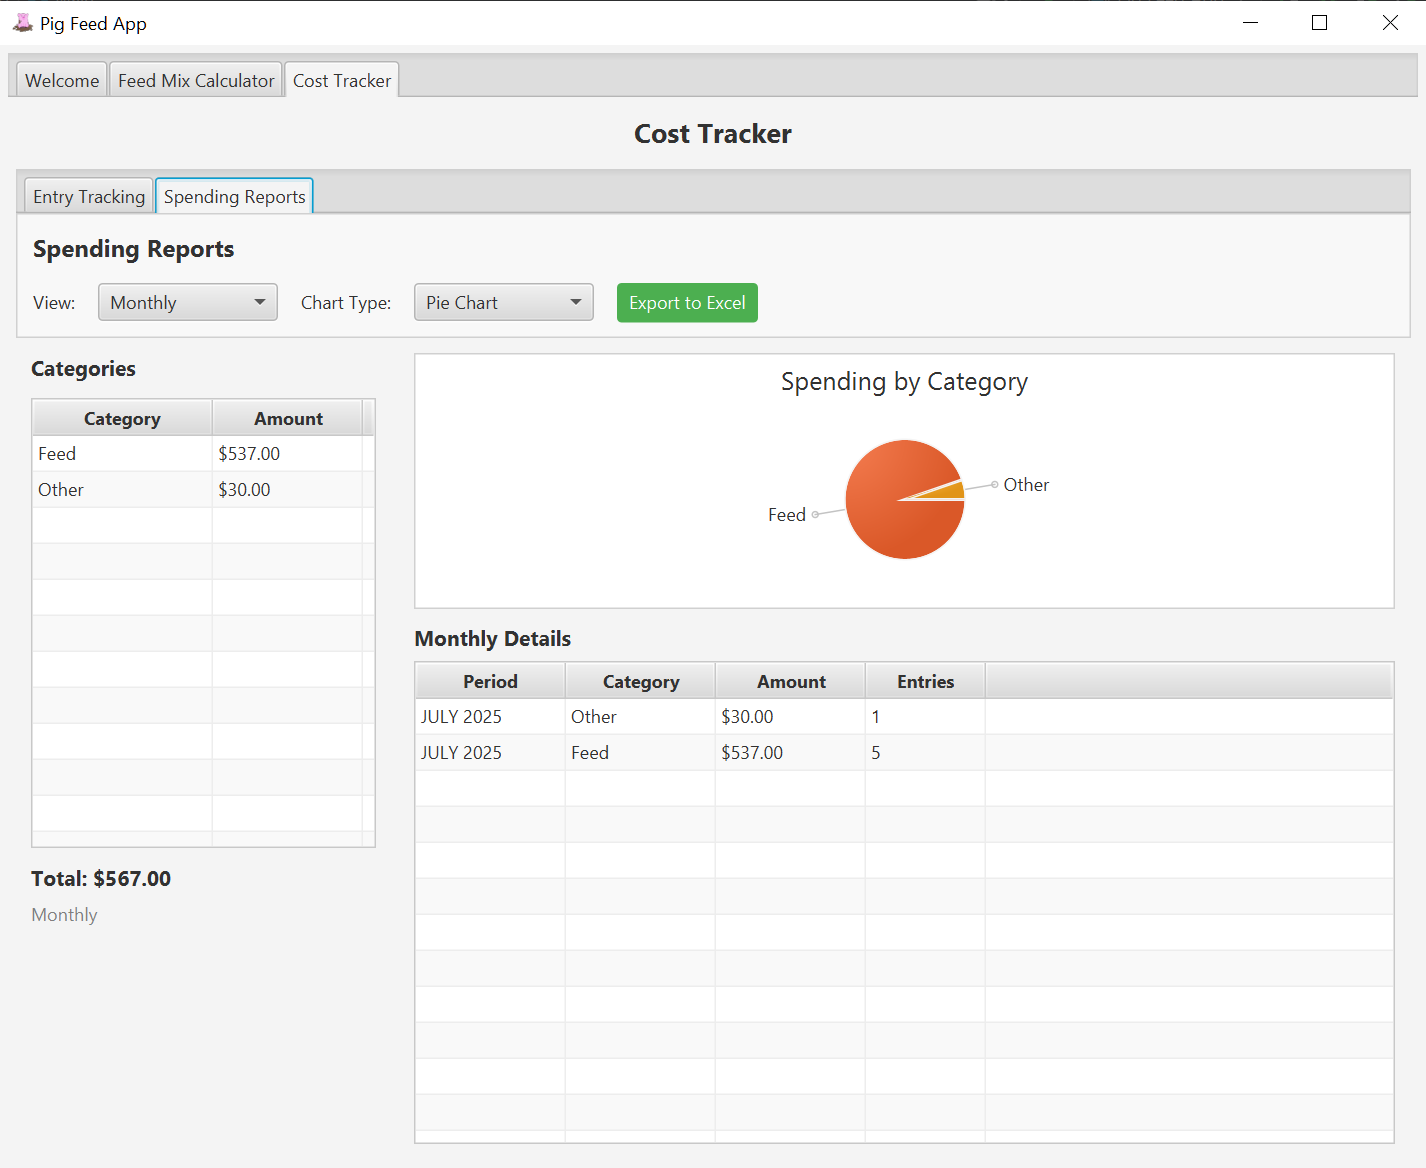 Pig Feed App
Welcome Feed Mix Calculator Cost Tracker
Cost Tracker
Entry Tracking Spending Reports
Spending Reports
View: Monthly Chart Type: Pie Chart Export to Excel
Categories
Category Amount
Feed $537.00
Other $30.00
Total: $567.00
Monthly
Spending by Category
Other
Feed
Monthly Details
Period Category Amount Entries
JULY 2025 Other $30.00 1
JULY 2025 Feed $537.00 5